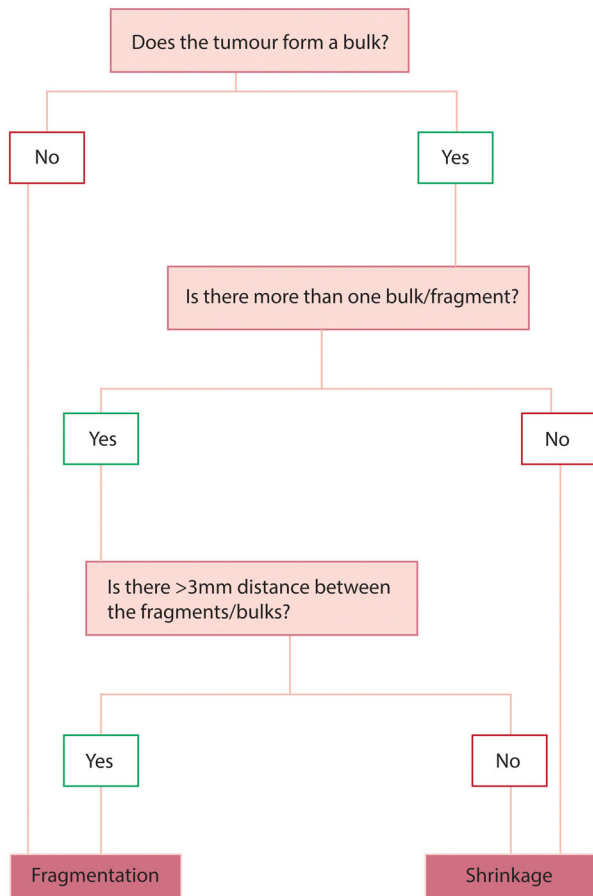 Does the tumour form a bulk?
No
Yes
Is there more than one bulk/fragment?
Yes
No
Is there >3mm distance between
the fragments/bulks?
Yes
No
Fragmentation
Shrinkage